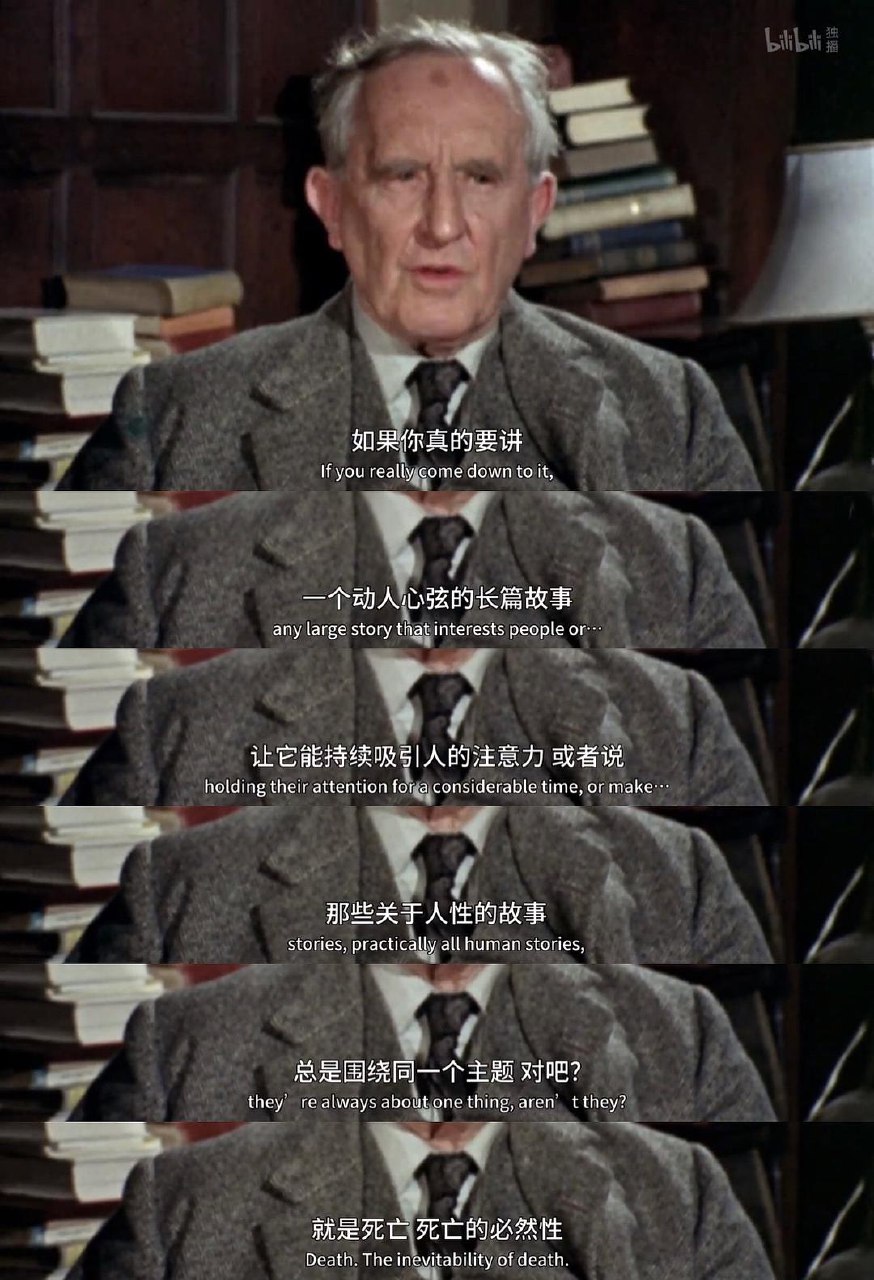 bilibili 独播
如果你真的要讲
If you really come down to it,
一个动人心弦的长篇故事
any large story that interests people or…
让它能持续吸引人的注意力 或者说
holding their attention for a considerable time, or make…
那些关于人性的故事
stories, practically all human stories,
总是围绕同一个主题 对吧?
they’re always about one thing, aren’t they?
就是死亡 死亡的必然性
Death. The inevitability of death.